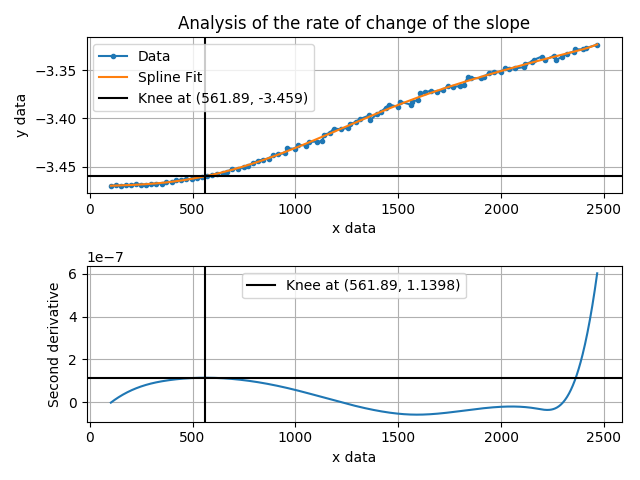 Analysis of the rate of change of the slope
Data
Spline Fit
Knee at (561.89, -3.459)
y data
−3.35
−3.40
−3.45
0 500 1000 1500 2000 2500
x data
1e−7
Knee at (561.89, 1.1398)
Second derivative
6
4
2
0
0 500 1000 1500 2000 2500
x data